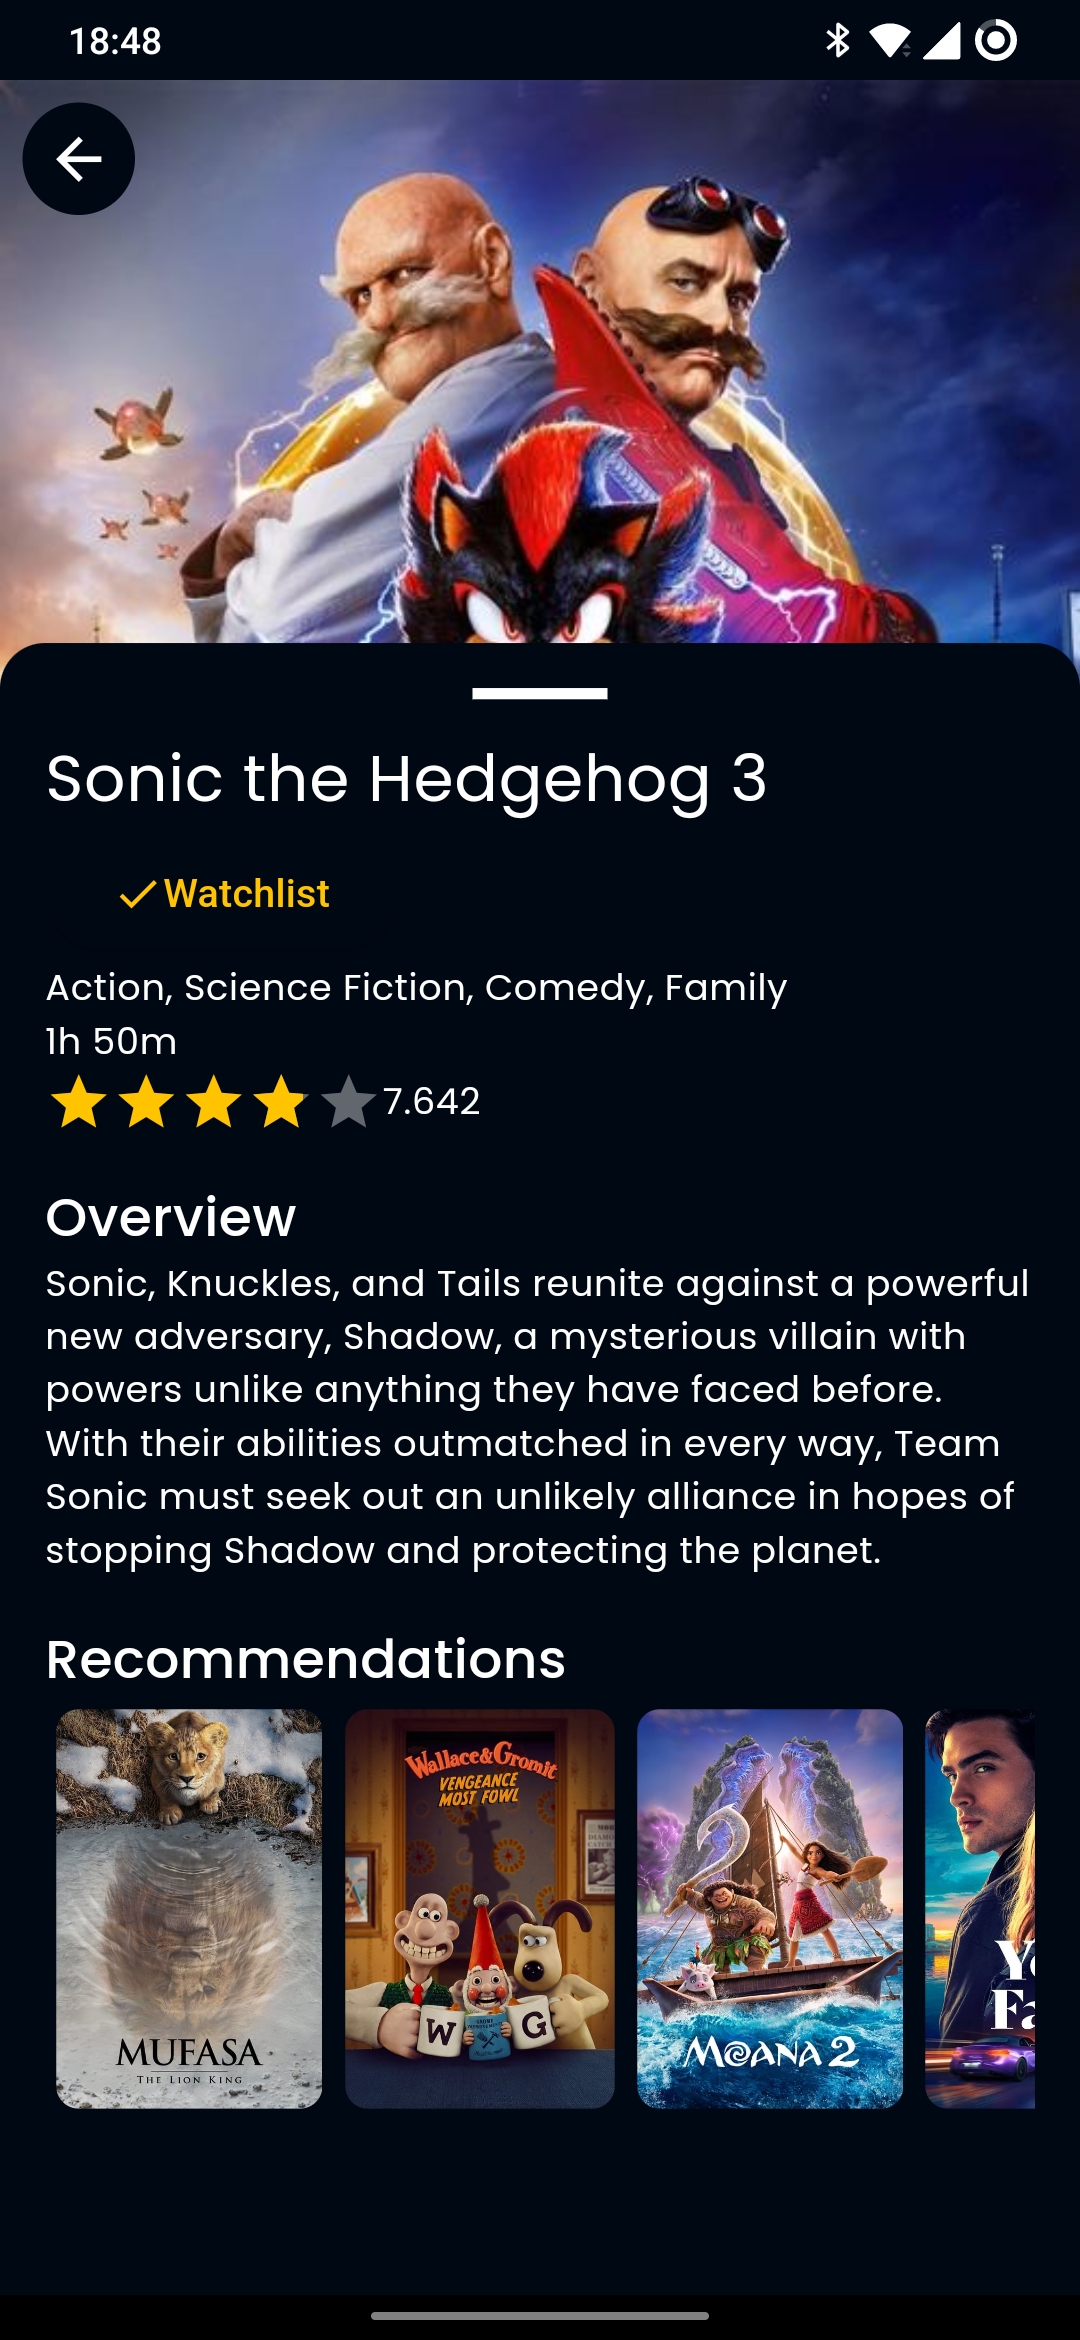 18:48
Sonic the Hedgehog 3
Watchlist
Action, Science Fiction, Comedy, Family
1h 50m
7.642
Overview
Sonic, Knuckles, and Tails reunite against a powerful
new adversary, Shadow, a mysterious villain with
powers unlike anything they have faced before.
With their abilities outmatched in every way, Team
Sonic must seek out an unlikely alliance in hopes of
stopping Shadow and protecting the planet.
Recommendations
MUFASA
THE LION KING
Wallace & Gromit
VENGEANCE
MOST FOWL
W
G
MOANA 2